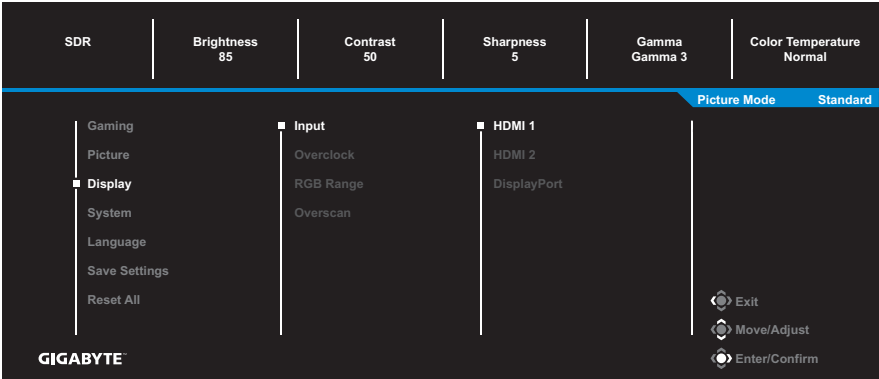 SDR
Brightness
85
Contrast
50
Sharpness
5
Gamma
Gamma 3
Color Temperature
Normal
Picture Mode Standard
Gaming
Picture
Display
System
Language
Save Settings
Reset All
Input
Overclock
RGB Range
Overscan
HDMI 1
HDMI 2
DisplayPort
Exit
Move/Adjust
Enter/Confirm
GIGABYTE™